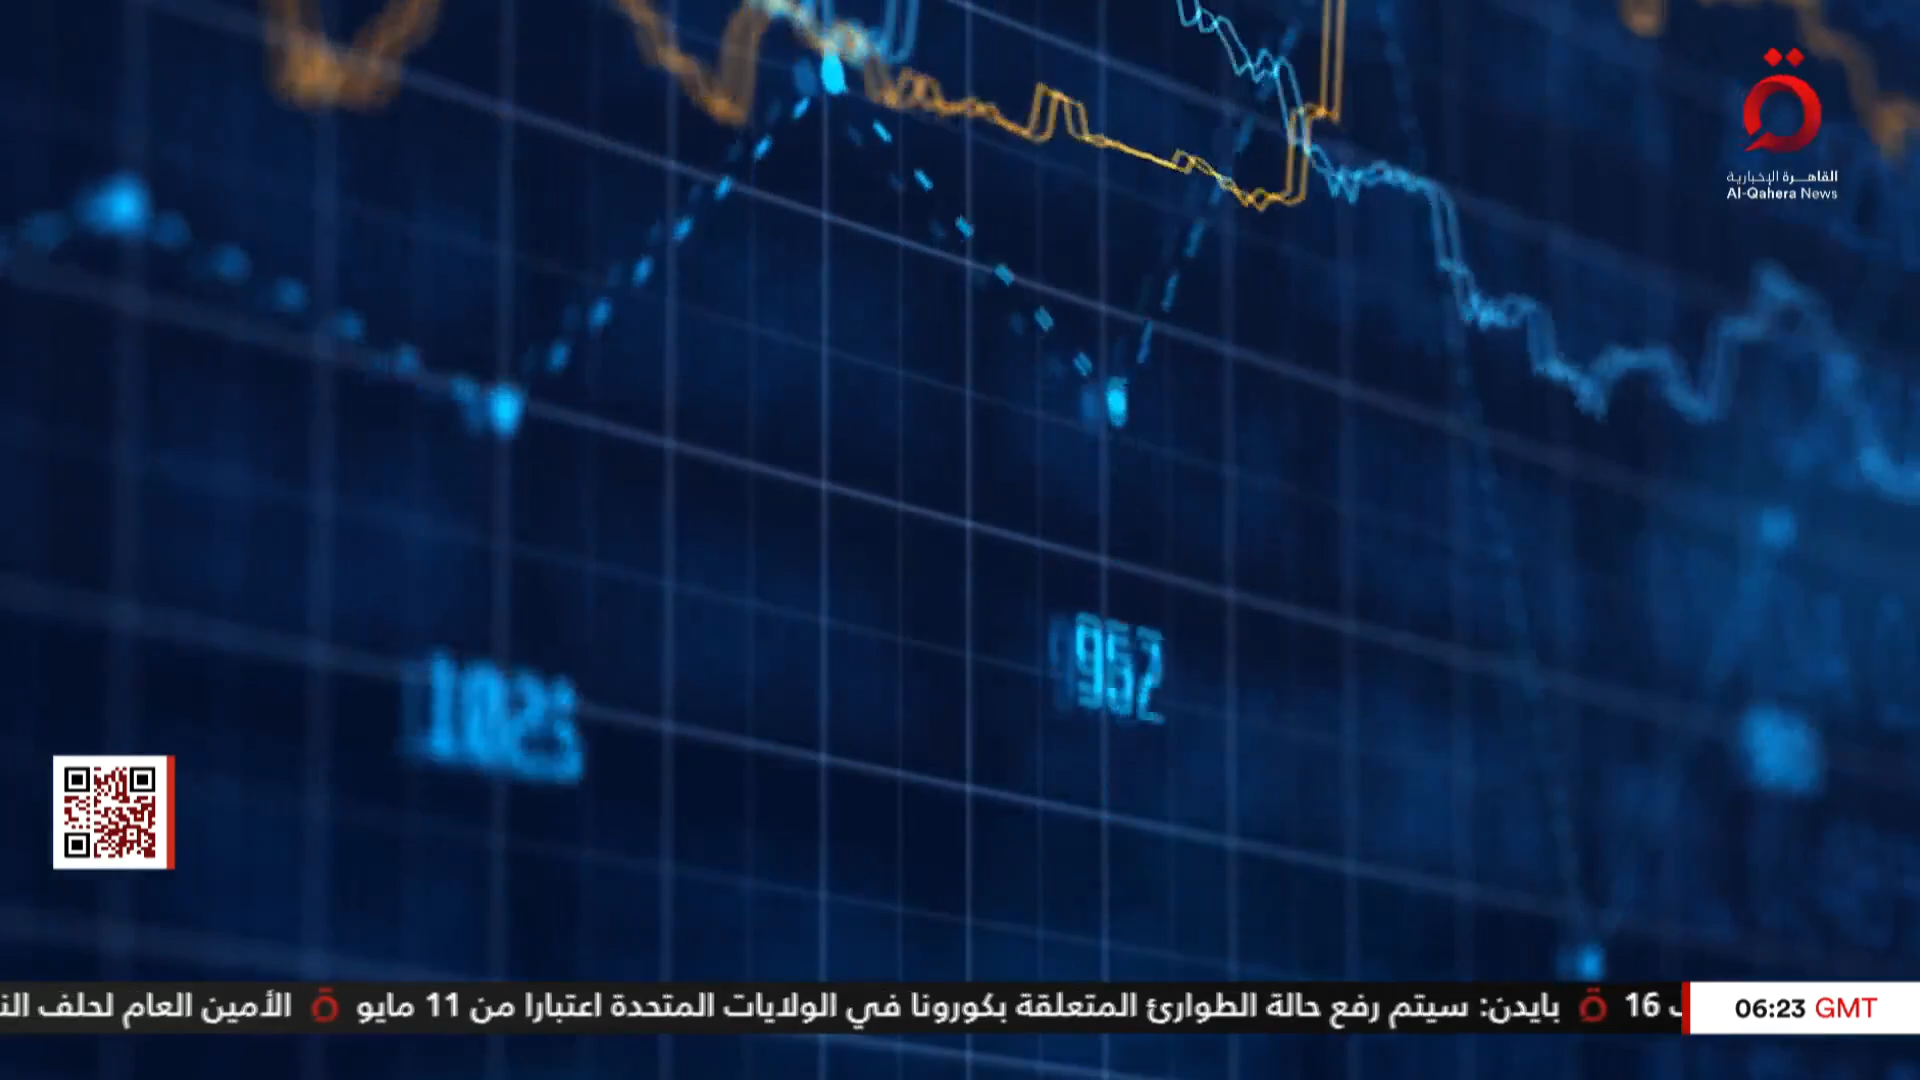 القاهرة الإخبارية
Al-Qahera News
952
16 بايدن: سيتم رفع حالة الطوارئ المتعلقة بكورونا في الولايات المتحدة اعتبارا من 11 مايو الأمين العام لحلف
06:23 GMT